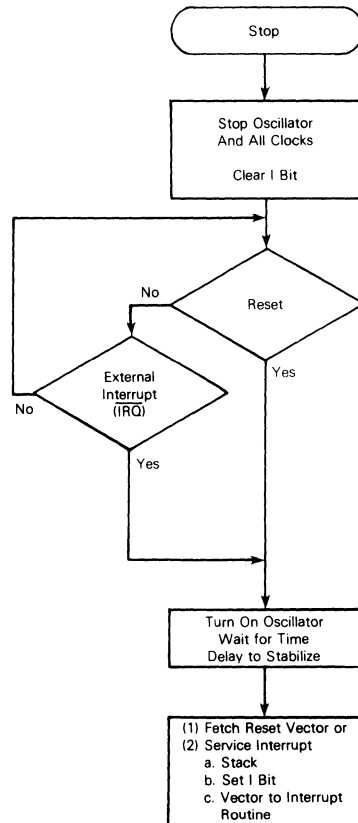 Stop
Stop Oscillator
And All Clocks
Clear I Bit
Reset
No
Yes
External
Interrupt
(IRQ)
No
Yes
Turn On Oscillator
Wait for Time
Delay to Stabilize
(1) Fetch Reset Vector or
(2) Service Interrupt
a. Stack
b. Set I Bit
c. Vector to Interrupt
Routine